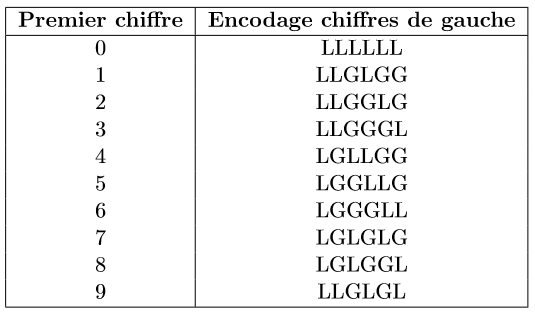 Premier chiffre Encodage chiffres de gauche
0 LLLLLL
1 LLGLGG
2 LLGGLG
3 LLGGGL
4 LGLLGG
5 LGGLLG
6 LGGGLL
7 LGLGLG
8 LGLGGL
9 LLGLGL